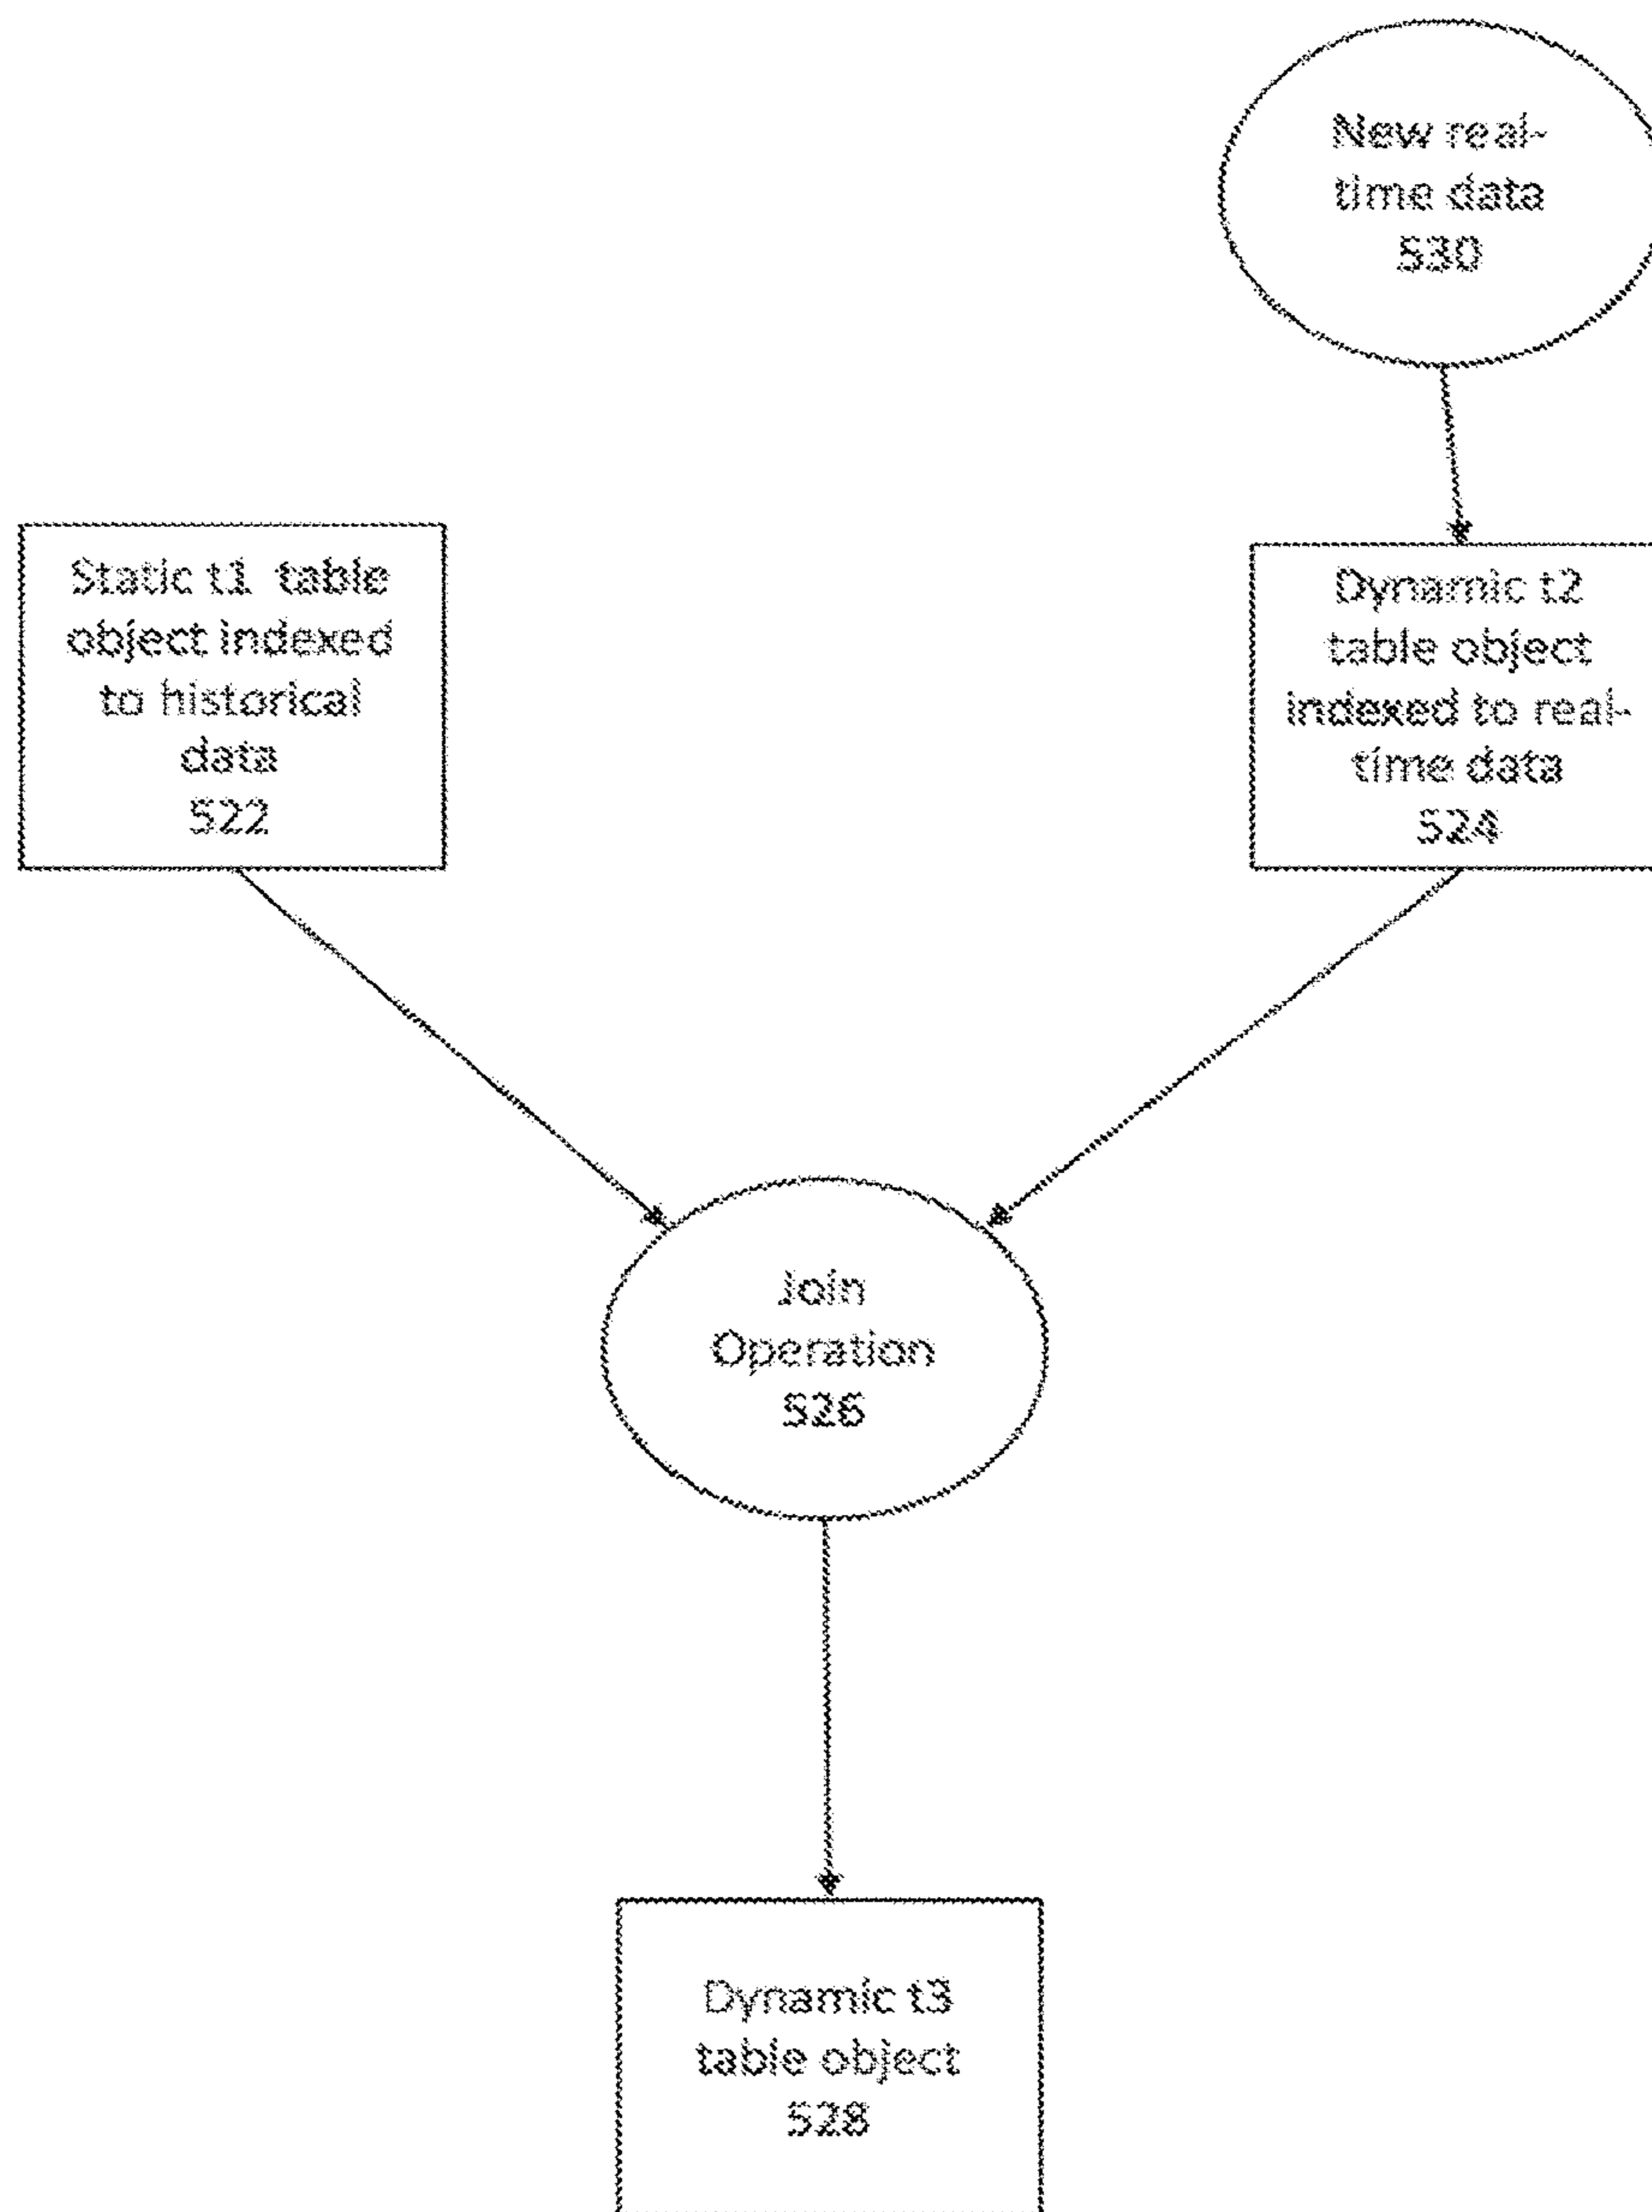 New real-
time data
530
Static t1 table
object indexed
to historical
data
522
Dynamic t2
table object
indexed to real-
time data
524
Join
Operation
526
Dynamic t3
table object
528